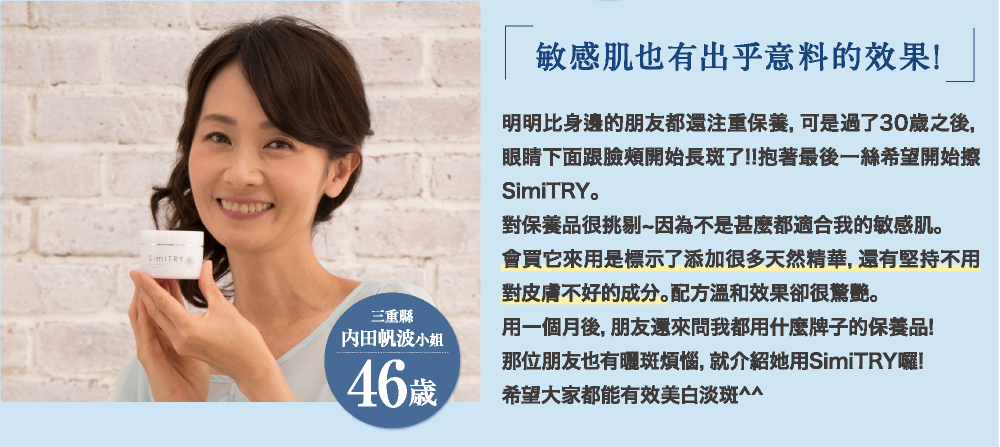 SimiTRY
三重縣
内田帆波小姐
46歳
敏感肌也有出乎意料的效果!
明明比身邊的朋友都還注重保養, 可是過了30歲之後,
眼睛下面跟臉頰開始長斑了!!抱著最後一絲希望開始擦
SimiTRY。
對保養品很挑剔~因為不是甚麼都適合我的敏感肌。
會買它來用是標示了添加很多天然精華, 還有堅持不用
對皮膚不好的成分。配方溫和效果卻很驚艷。
用一個月後, 朋友還來問我都用什麼牌子的保養品!
那位朋友也有曬斑煩惱, 就介紹她用SimiTRY囉!
希望大家都能有效美白淡斑^^